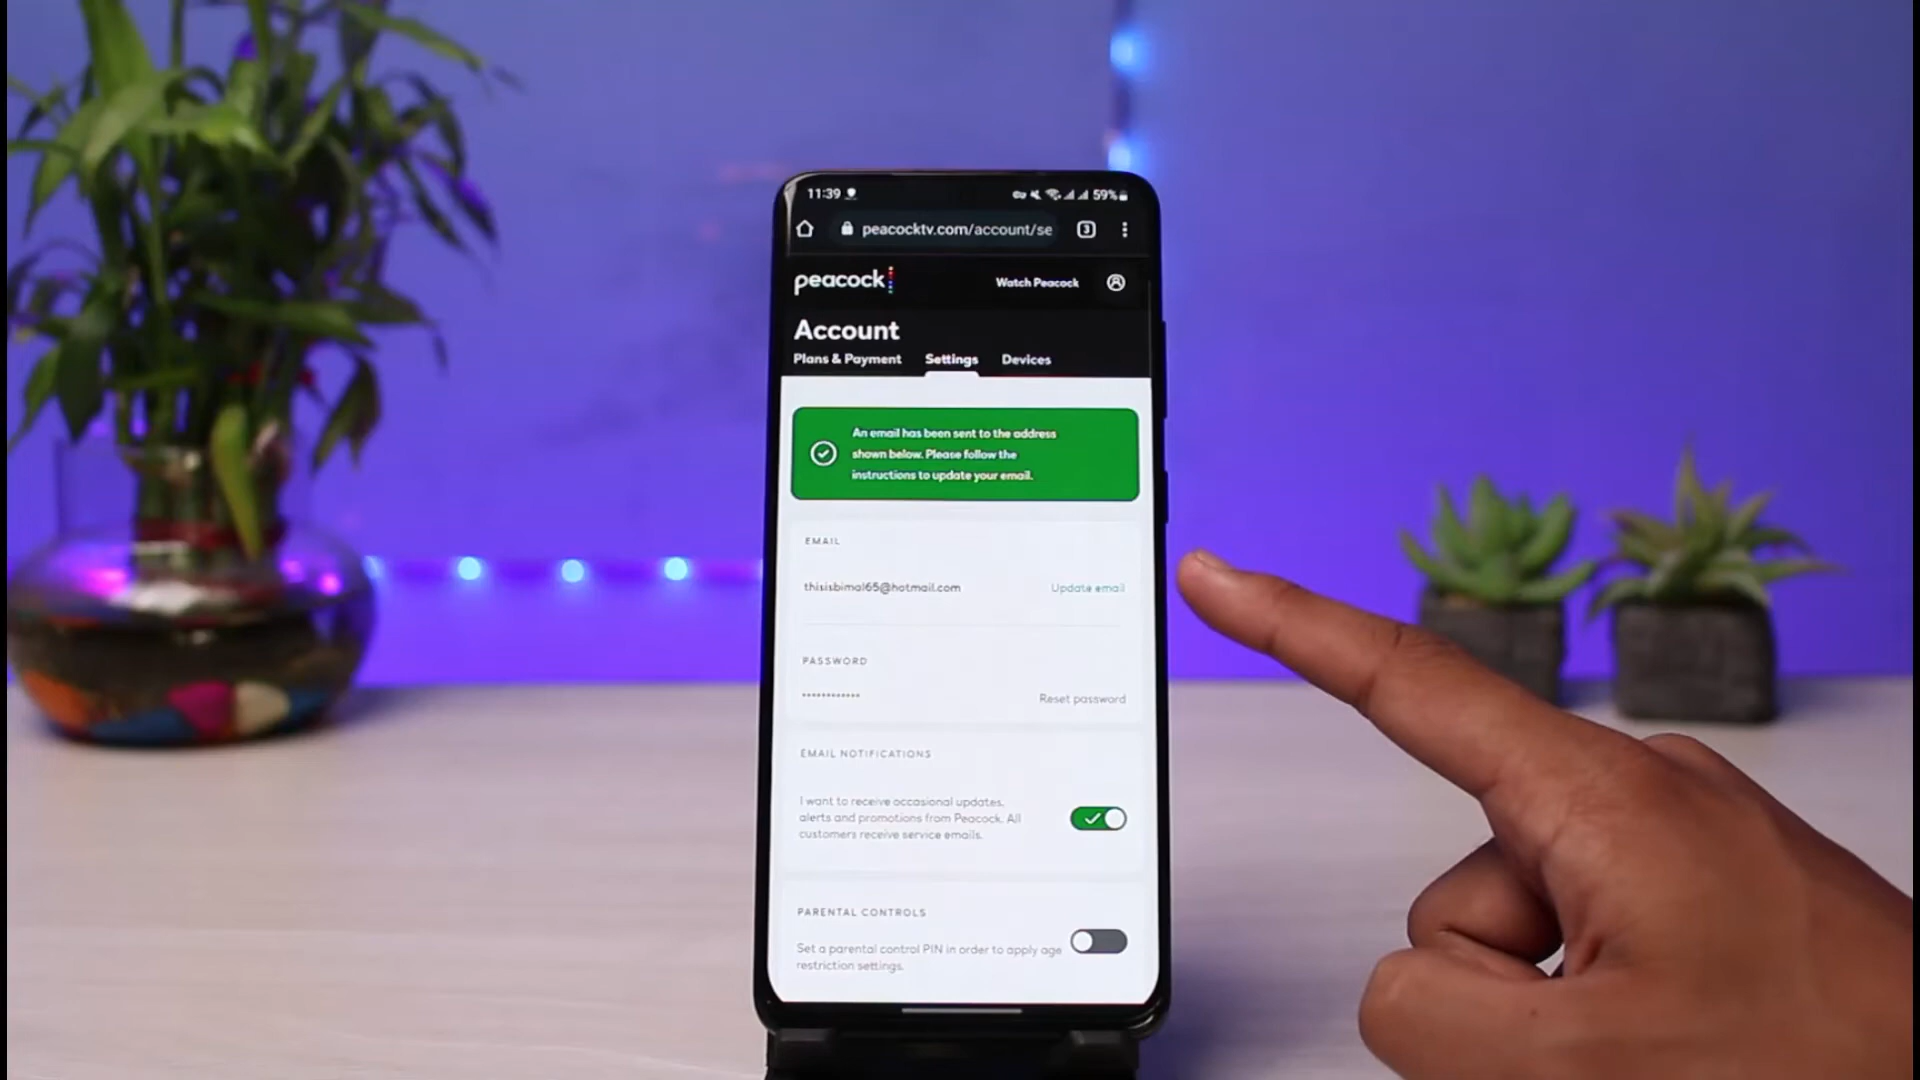 11:39
59%
peacocktv.com/account/se
3
peacock
Watch Peacock
Account
Plans & Payment
Settings
Devices
An email has been sent to the address
shown below. Please follow the
instructions to update your email.
EMAIL
thisisbimal65@hotmail.com
Update email
PASSWORD
••••••••••••
Reset password
EMAIL NOTIFICATIONS
I want to receive occasional updates,
alerts and promotions from Peacock. All
customers receive service emails.
PARENTAL CONTROLS
Set a parental control PIN in order to apply age
restriction settings.